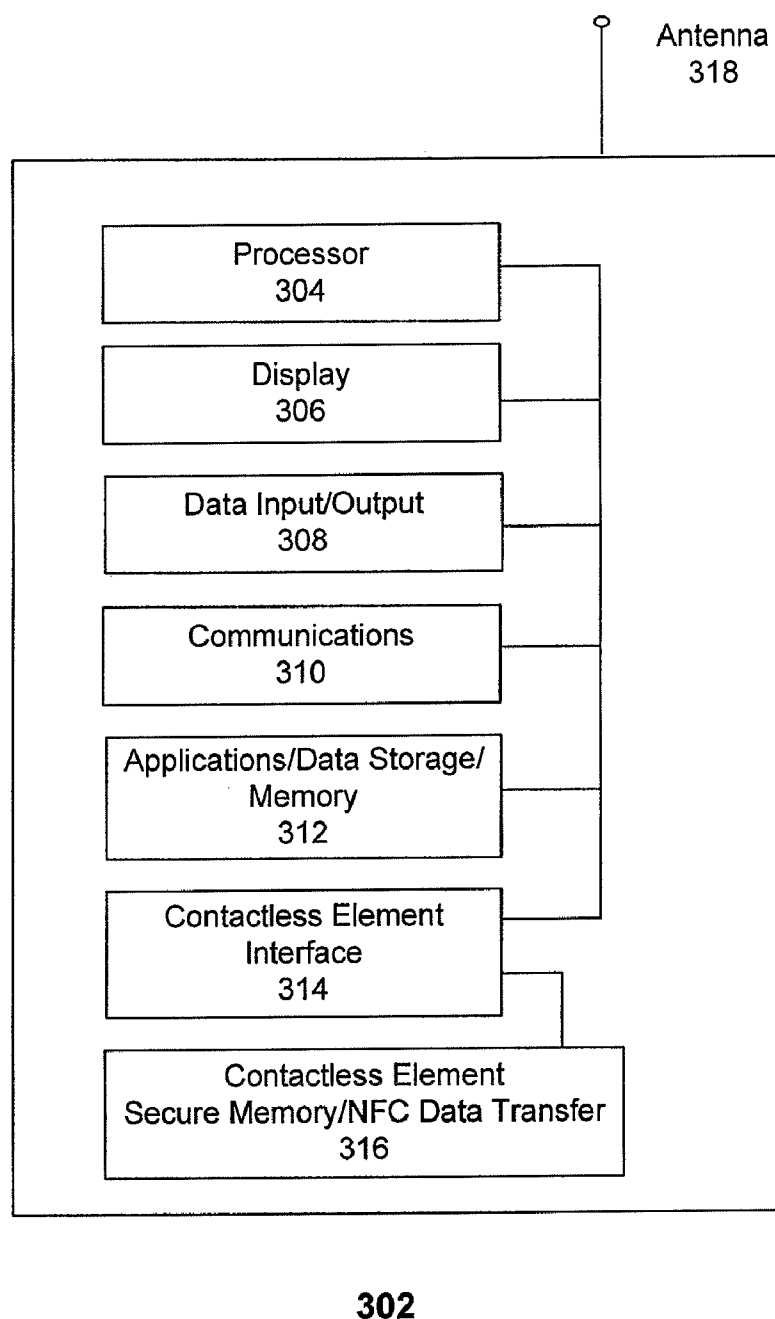 Antenna
318
Processor
304
Display
306
Data Input/Output
308
Communications
310
Applications/Data Storage/
Memory
312
Contactless Element
Interface
314
Contactless Element
Secure Memory/NFC Data Transfer
316
302